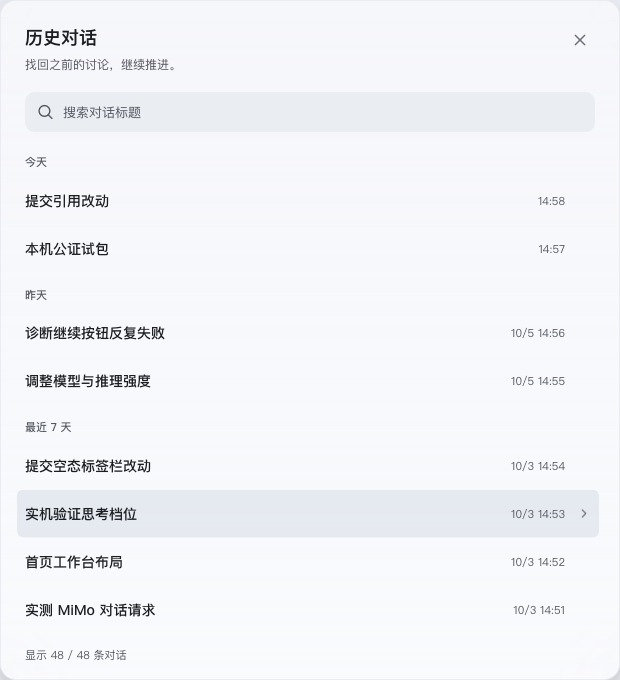 历史对话
找回之前的讨论，继续推进。
搜索对话标题
今天
提交引用改动 14:58
本机公证试包 14:57
昨天
诊断继续按钮反复失败 10/5 14:56
调整模型与推理强度 10/5 14:55
最近 7 天
提交空态标签栏改动 10/3 14:54
实机验证思考档位 10/3 14:53
首页工作台布局 10/3 14:52
实测 MiMo 对话请求 10/3 14:51
显示 48 / 48 条对话